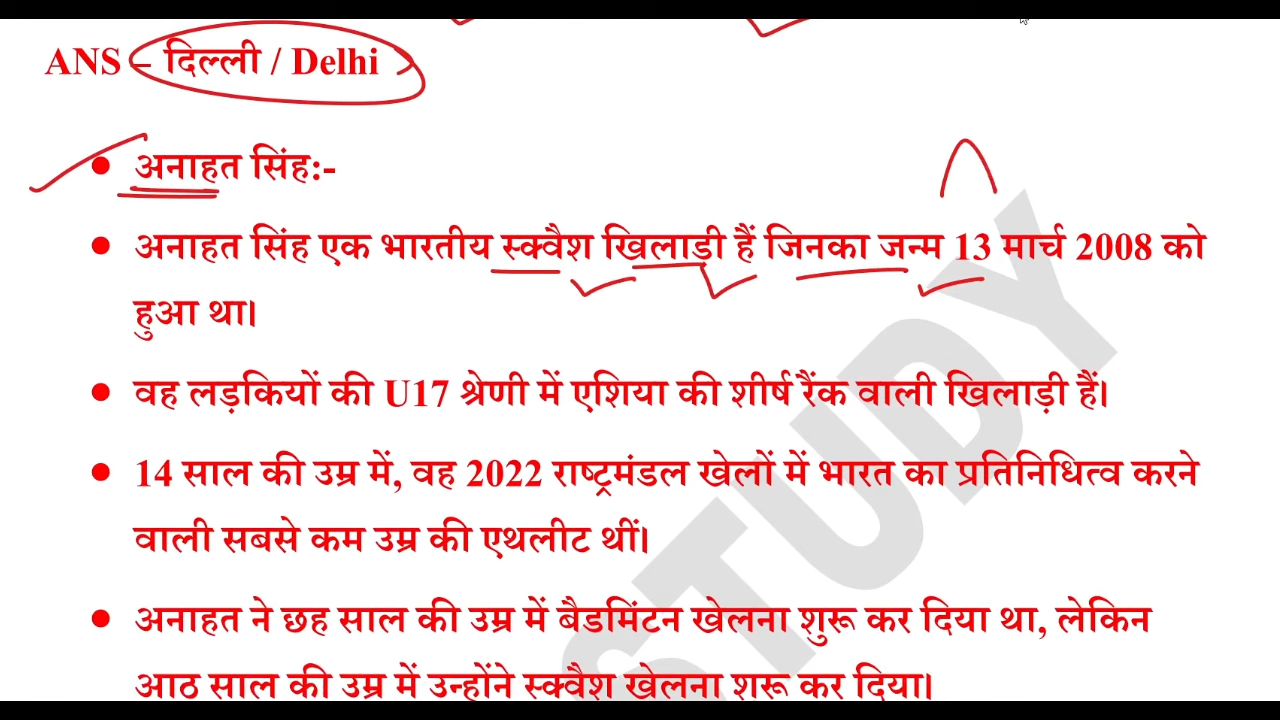 ANS – दिल्ली / Delhi
अनाहत सिंह:-
अनाहत सिंह एक भारतीय स्क्वैश खिलाड़ी हैं जिनका जन्म 13 मार्च 2008 को
हुआ था।
वह लड़कियों की U17 श्रेणी में एशिया की शीर्ष रैंक वाली खिलाड़ी हैं।
14 साल की उम्र में, वह 2022 राष्ट्रमंडल खेलों में भारत का प्रतिनिधित्व करने
वाली सबसे कम उम्र की एथलीट थीं।
अनाहत ने छह साल की उम्र में बैडमिंटन खेलना शुरू कर दिया था, लेकिन
आठ साल की उम्र में उन्होंने स्क्वैश खेलना शुरू कर दिया।
STUDY